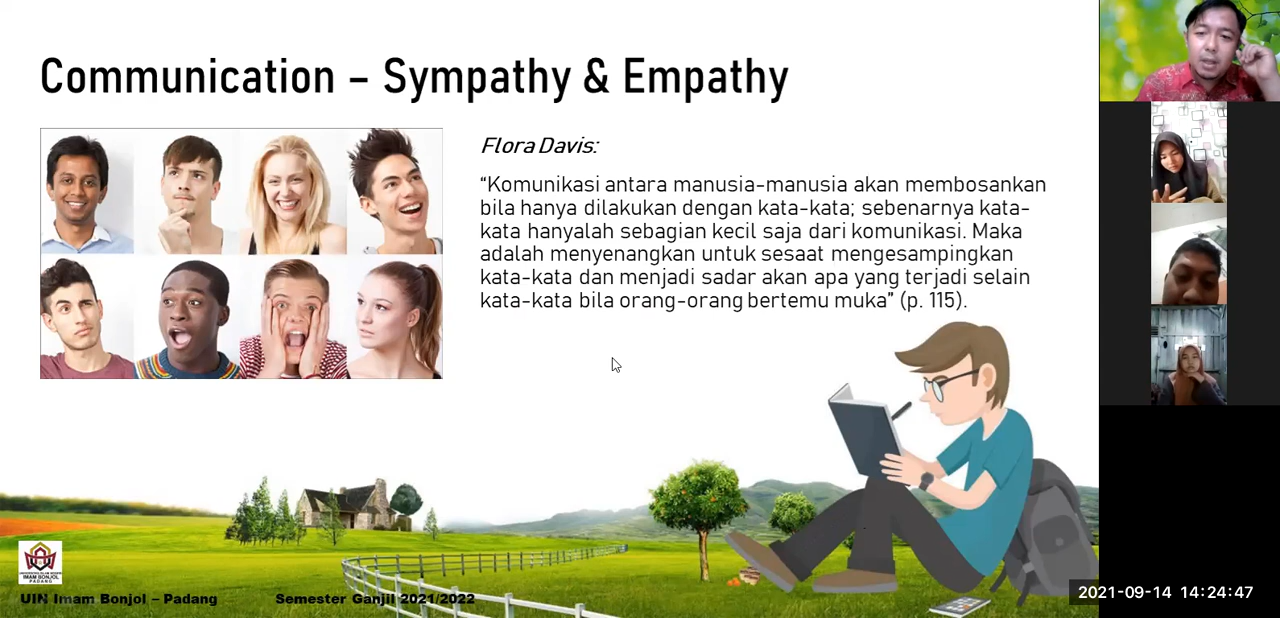 Communication – Sympathy & Empathy
Flora Davis:
“Komunikasi antara manusia-manusia akan membosankan
bila hanya dilakukan dengan kata-kata; sebenarnya kata-
kata hanyalah sebagian kecil saja dari komunikasi. Maka
adalah menyenangkan untuk sesaat mengesampingkan
kata-kata dan menjadi sadar akan apa yang terjadi selain
kata-kata bila orang-orang bertemu muka” (p. 115).
IMAM BONJOL
PADANG
UIN Imam Bonjol – Padang
Semester Ganjil 2021/2022
2021-09-14 14:24:47